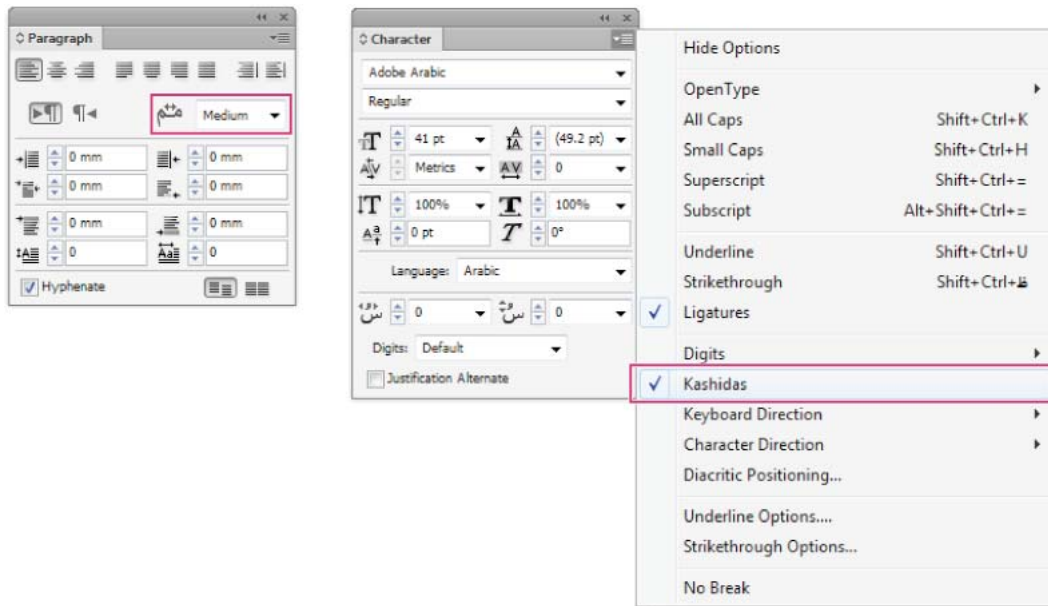 Paragraph
Medium
0 mm
0 mm
0 mm
0 mm
0 mm
0 mm
0
0
Hyphenate
Character
Adobe Arabic
Regular
41 pt
(49.2 pt)
Metrics
0
100%
100%
0 pt
0°
Language: Arabic
0
0
Digits: Default
Justification Alternate
Hide Options
OpenType
All Caps Shift+Ctrl+K
Small Caps Shift+Ctrl+H
Superscript Shift+Ctrl+=
Subscript Alt+Shift+Ctrl+=
Underline Shift+Ctrl+U
Strikethrough Shift+Ctrl+
Ligatures
Digits
Kashidas
Keyboard Direction
Character Direction
Diacritic Positioning...
Underline Options....
Strikethrough Options...
No Break